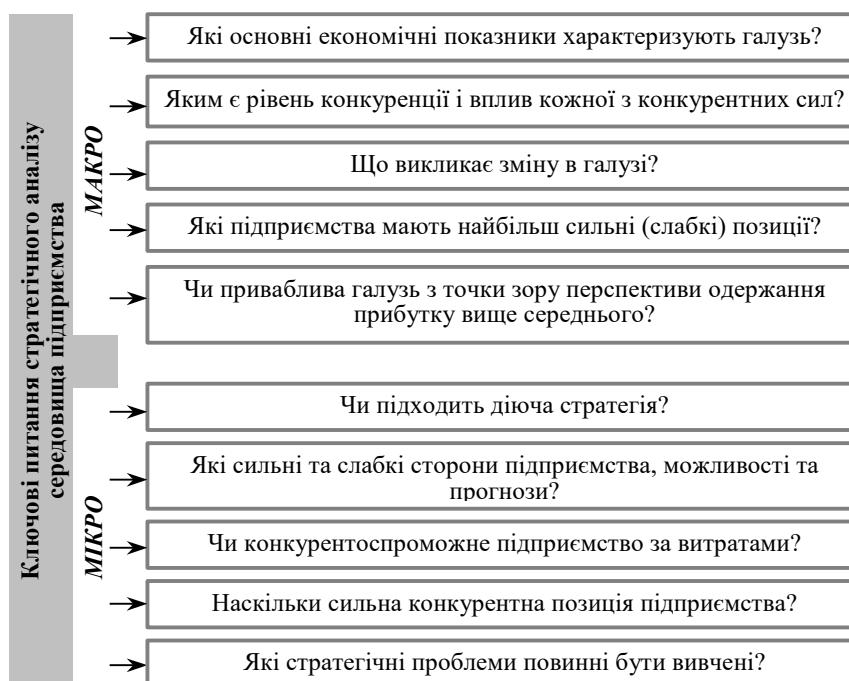 Ключові питання стратегічного аналізу
середовища підприємства
МАКРО
Які основні економічні показники характеризують галузь?
Яким є рівень конкуренції і вплив кожної з конкурентних сил?
Що викликає зміну в галузі?
Які підприємства мають найбільш сильні (слабкі) позиції?
Чи приваблива галузь з точки зору перспективи одержання
прибутку вище середнього?
МІКРО
Чи підходить діюча стратегія?
Які сильні та слабкі сторони підприємства, можливості та
прогнози?
Чи конкурентоспроможне підприємство за витратами?
Наскільки сильна конкурентна позиція підприємства?
Які стратегічні проблеми повинні бути вивчені?